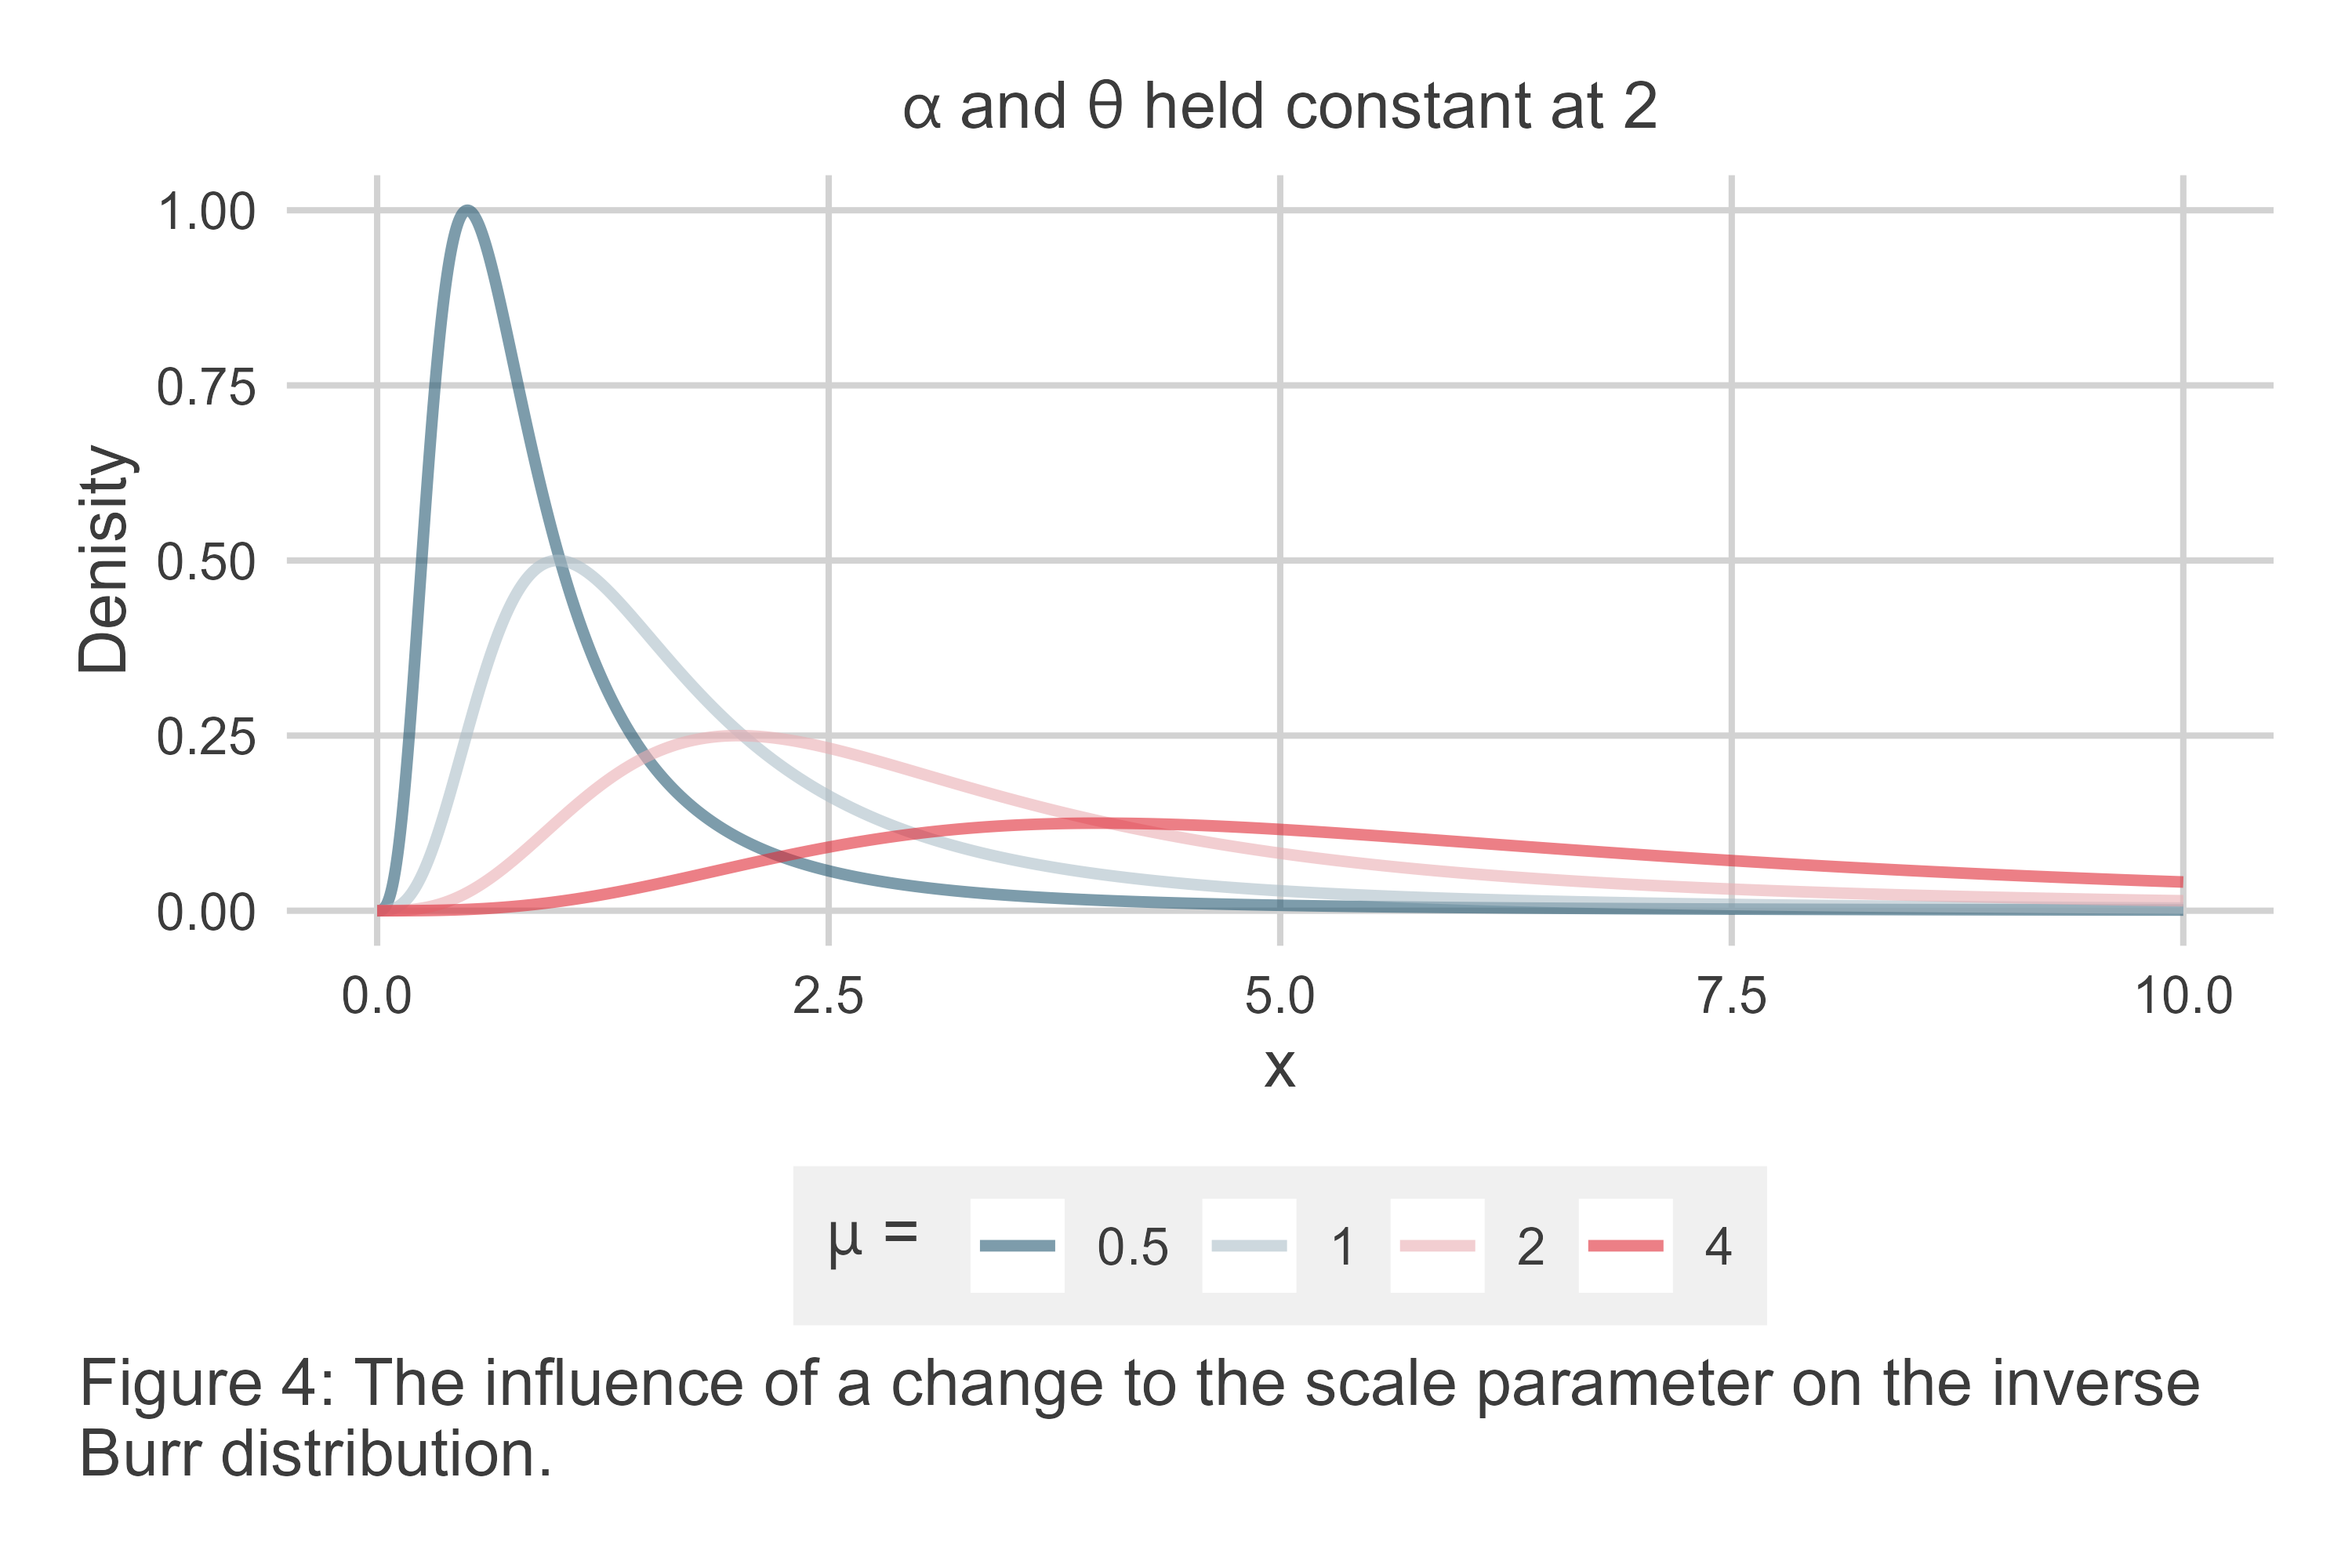 α and θ held constant at 2
1.00
0.75
0.50
0.25
0.00
Denisity
0.0 2.5 5.0 7.5 10.0
x
μ = 0.5 1 2 4
Figure 4: The influence of a change to the scale parameter on the inverse
Burr distribution.